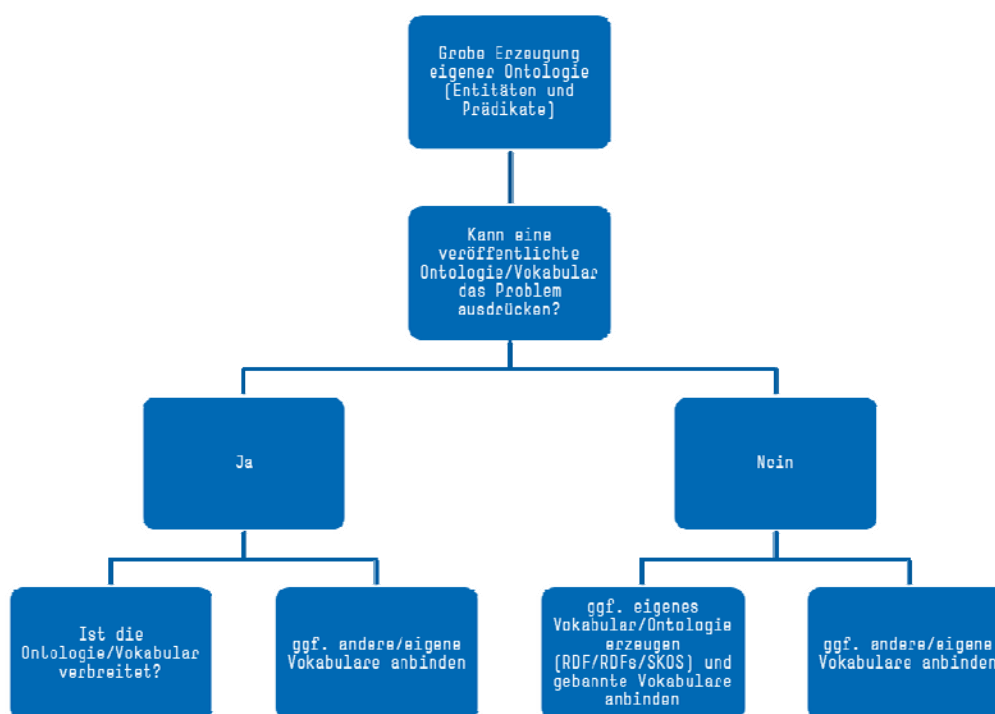 Grobe Erzeugung
eigener Ontologie
(Entitäten und
Prädikate)
Kann eine
veröffentlichte
Ontologie/Vokabular
das Problem
ausdrücken?
Ja
Nein
Ist die
Ontologie/Vokabular
verbreitet?
ggf. andere/eigene
Vokabulare anbinden
ggf. eigenes
Vokabular/Ontologie
erzeugen
(RDF/RDFs/SKOS) und
gebannte Vokabulare
anbinden
ggf. andere/eigene
Vokabulare anbinden